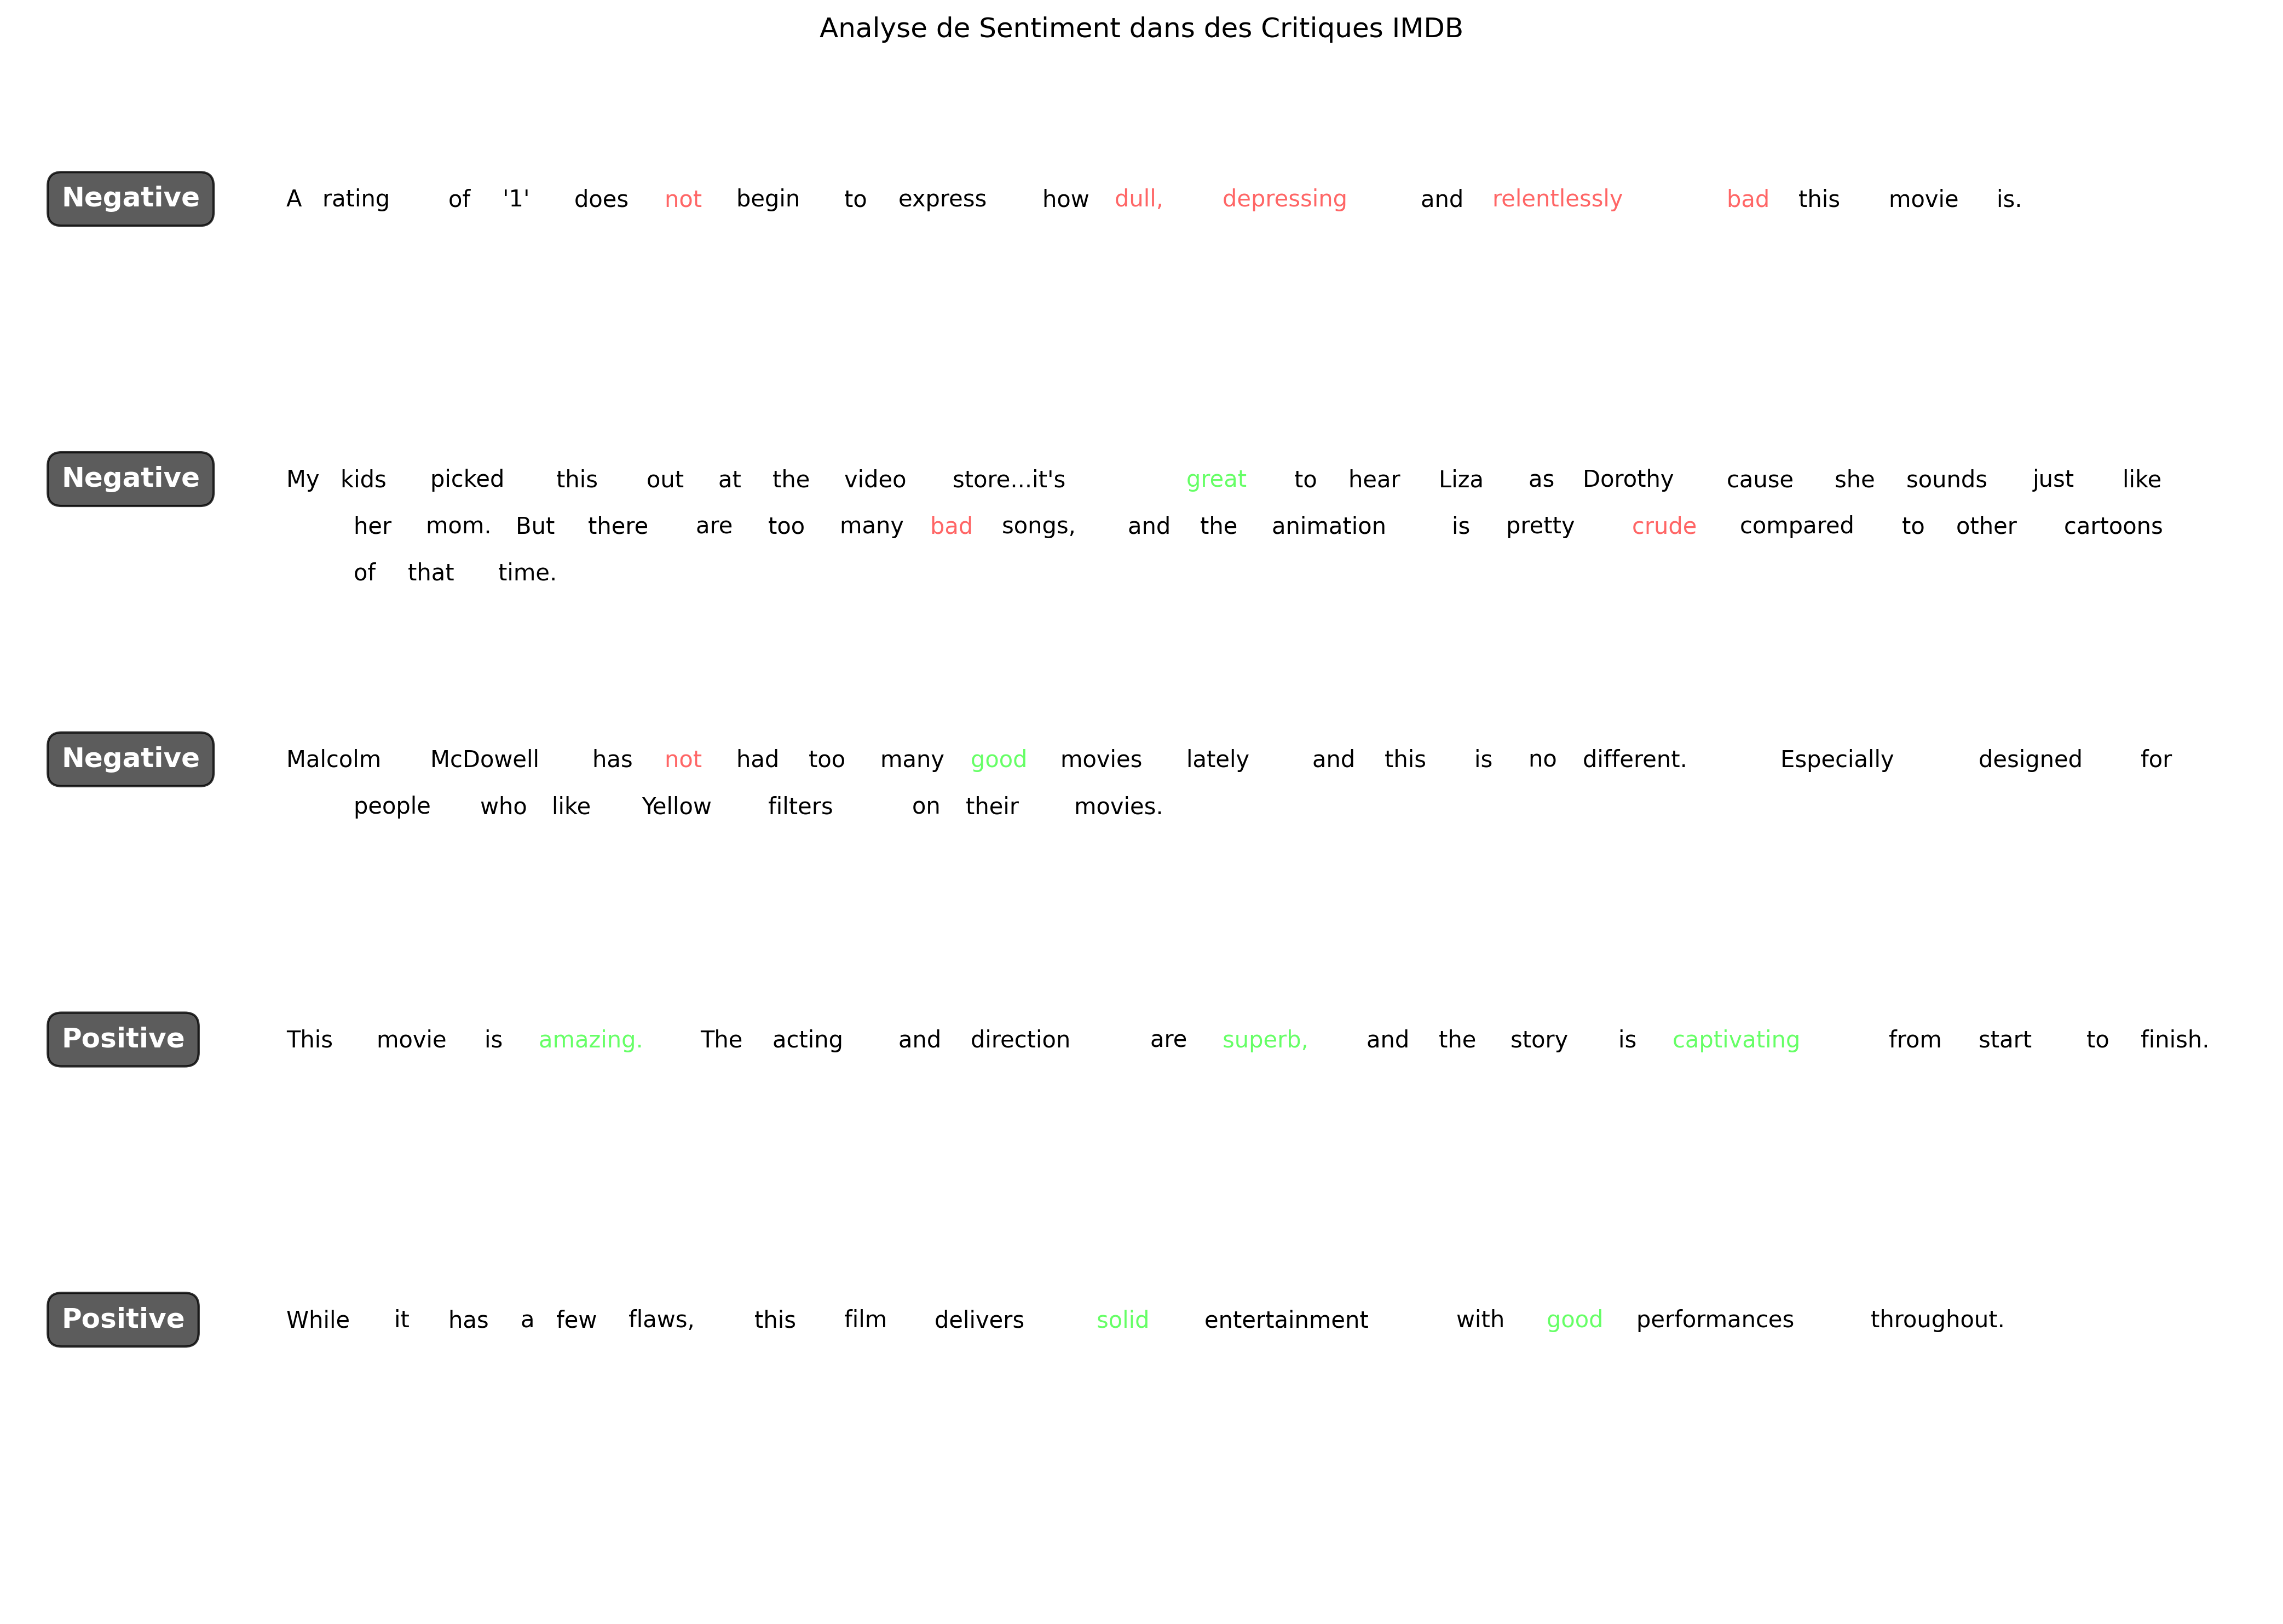 Analyse de Sentiment dans des Critiques IMDB
Negative
A rating of '1' does not begin to express how dull, depressing and relentlessly bad this movie is.
Negative
My kids picked this out at the video store...it's great to hear Liza as Dorothy cause she sounds just like
her mom. But there are too many bad songs, and the animation is pretty crude compared to other cartoons
of that time.
Negative
Malcolm McDowell has not had too many good movies lately and this is no different. Especially designed for
people who like Yellow filters on their movies.
Positive
This movie is amazing. The acting and direction are superb, and the story is captivating from start to finish.
Positive
While it has a few flaws, this film delivers solid entertainment with good performances throughout.